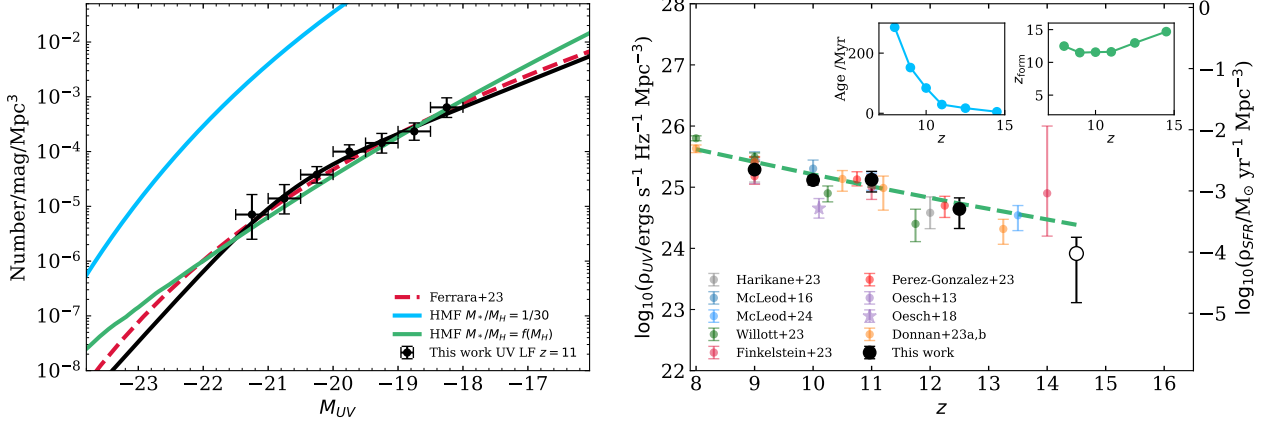 10⁻²
10⁻³
10⁻⁴
10⁻⁵
10⁻⁶
10⁻⁷
10⁻⁸
Number/mag/Mpc³
−23 −22 −21 −20 −19 −18 −17
M_UV
Ferrara+23
HMF M_*/M_H = 1/30
HMF M_*/M_H = f(M_H)
This work UV LF z = 11
log₁₀(ρ_UV/ergs s⁻¹ Hz⁻¹ Mpc⁻³)
26
25
24
23
22
8 9 10 11 12 13 14 15 16
z
Age /Myr
200
0
10 15
z
z_form
15
10
5
10 15
z
Harikane+23
McLeod+16
McLeod+24
Willott+23
Finkelstein+23
Perez-Gonzalez+23
Oesch+13
Oesch+18
Donnan+23a,b
This work
0
−1
−2
−3
−4
−5
log₁₀(ρ_SFR/M_⊙ yr⁻¹ Mpc⁻³)